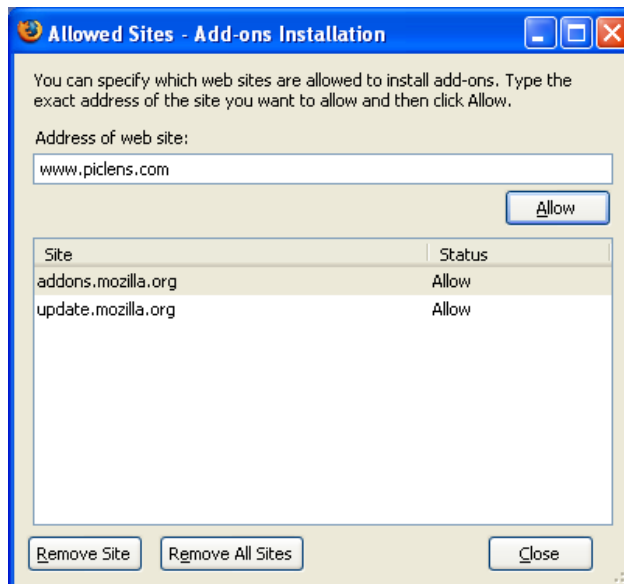 Allowed Sites - Add-ons Installation
You can specify which web sites are allowed to install add-ons. Type the
exact address of the site you want to allow and then click Allow.
Address of web site:
www.piclens.com
Allow
Site Status
addons.mozilla.org Allow
update.mozilla.org Allow
Remove Site Remove All Sites Close